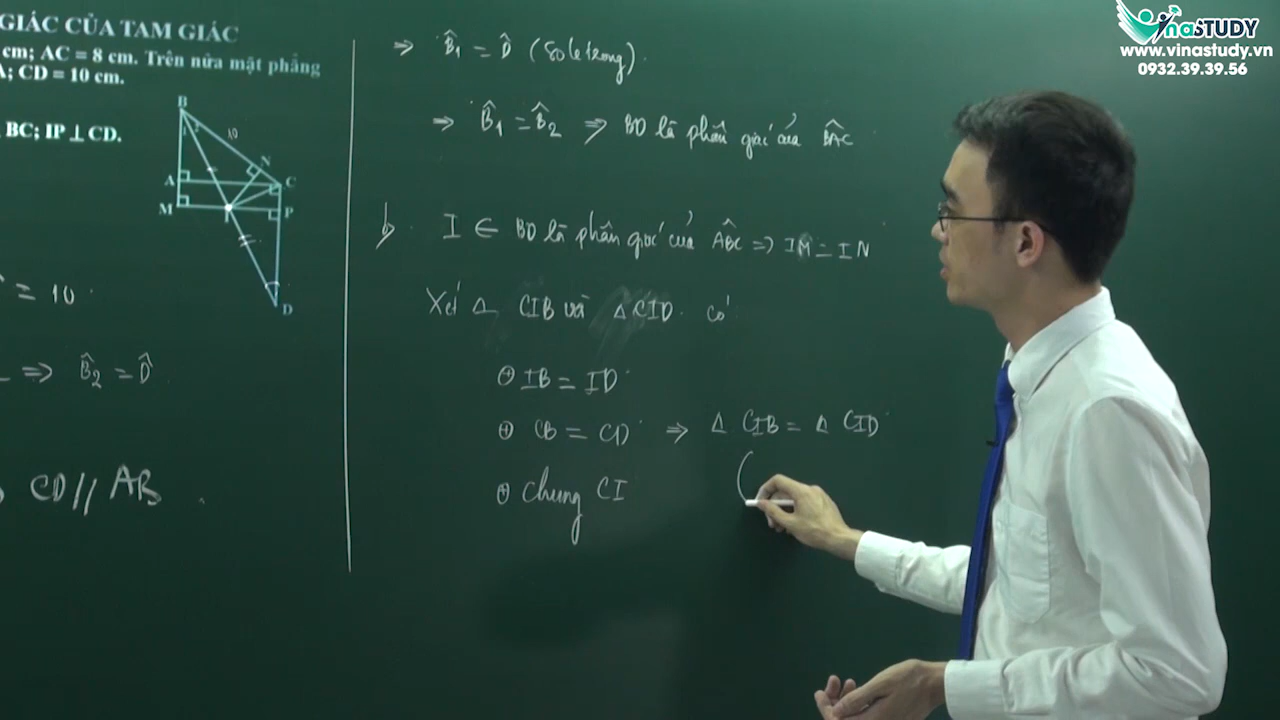 GIÁC CỦA TAM GIÁC
cm; AC = 8 cm. Trên nửa mặt phẳng
A; CD = 10 cm.
BC; IP ⊥ CD.
B
1
2
10
N
A
C
M
I
P
D
= 10
⇒ B̂2 = D̂
CD // AB
⇒ B̂1 = D̂ (so le trong).
⇒ B̂1 = B̂2 ⇒ BD là phân giác của B̂AC
b, I ∈ BD là phân giác của ÂBC ⇒ IM = IN
Xét Δ CIB và Δ CID có
⊕ IB = ID
⊕ CB = CD ⇒ Δ CIB = Δ CID
⊕ chung CI
(
VinaSTUDY
www.vinastudy.vn
0932.39.39.56